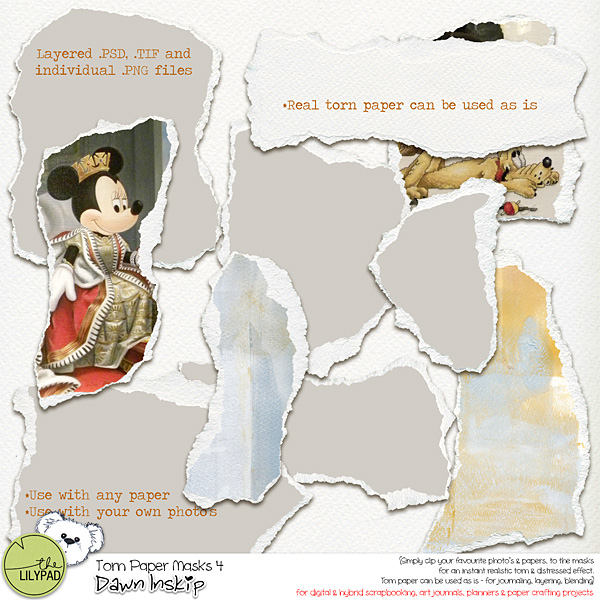 Layered .PSD, .TIF and
individual .PNG files
•Real torn paper can be used as is
•Use with any paper
•Use with your own photo's
the
LILYPAD
Torn Paper Masks 4
Dawn Inskip
{Simply clip your favourite photo's & papers, to the masks
for an instant realistic torn & distressed effect.
Torn paper can be used as is - for journaling, layering, blending}
for digital & hybrid scrapbooking, art journals, planners & paper crafting projects